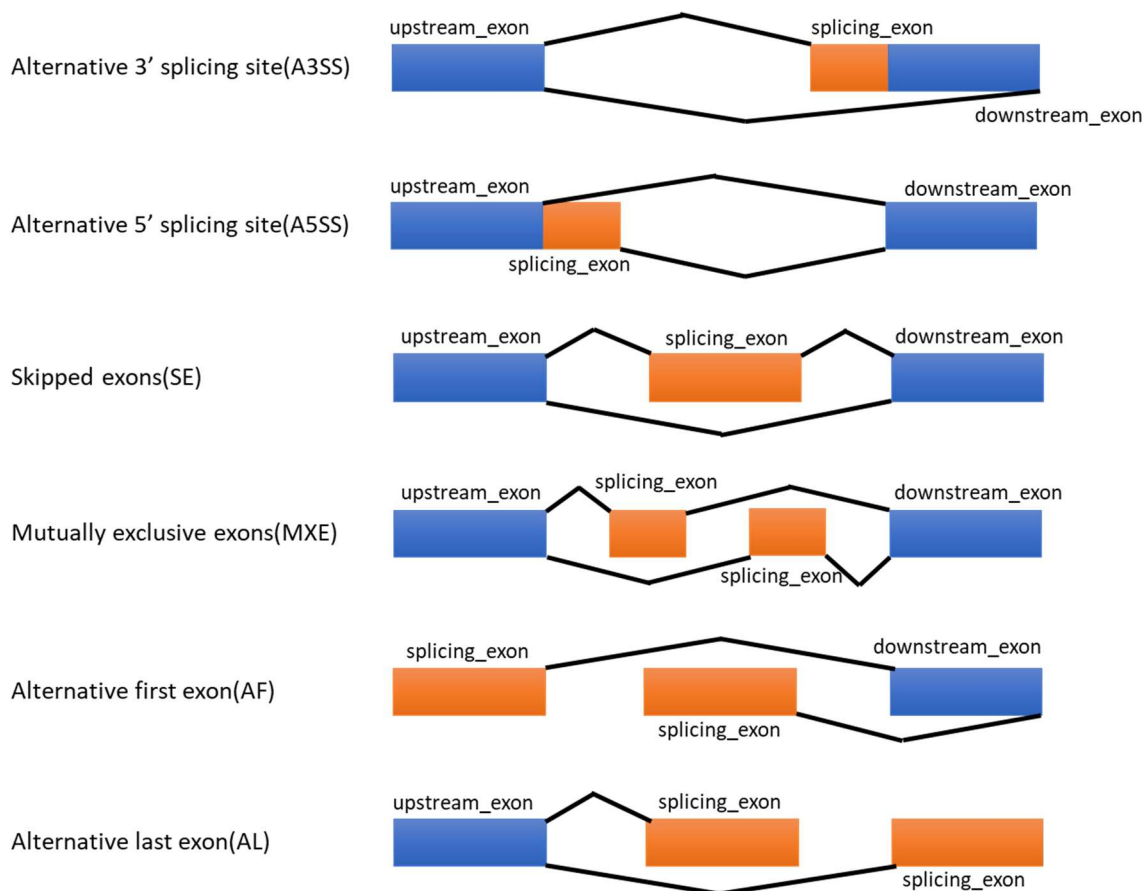 upstream_exon
splicing_exon
Alternative 3’ splicing site(A3SS)
downstream_exon
upstream_exon
downstream_exon
Alternative 5’ splicing site(A5SS)
splicing_exon
upstream_exon
splicing_exon
downstream_exon
Skipped exons(SE)
splicing_exon
upstream_exon
downstream_exon
Mutually exclusive exons(MXE)
splicing_exon
splicing_exon
downstream_exon
Alternative first exon(AF)
splicing_exon
upstream_exon
splicing_exon
Alternative last exon(AL)
splicing_exon